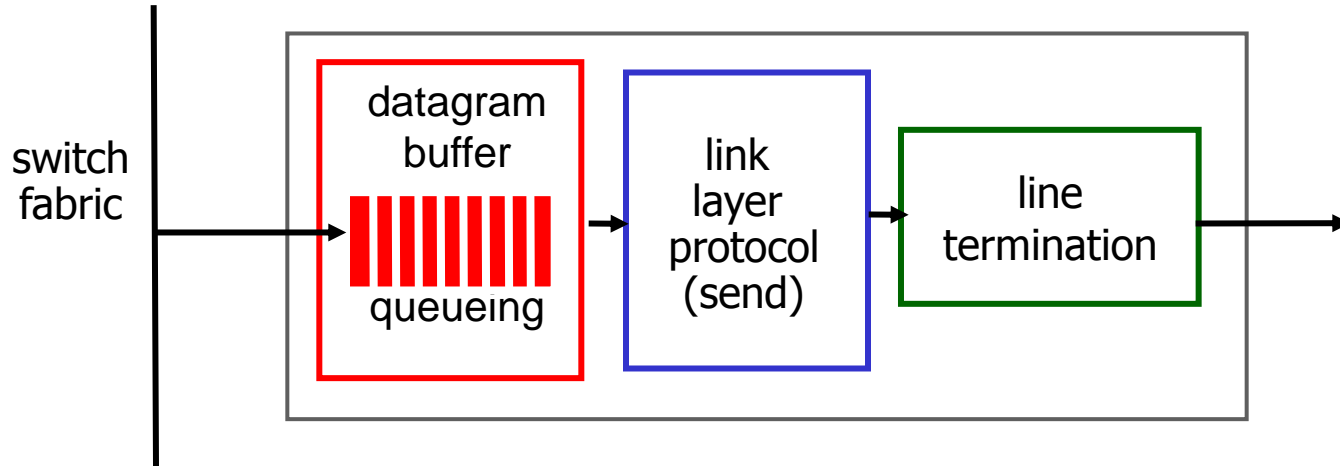 switch
fabric
datagram
buffer
queueing
link
layer
protocol
(send)
line
termination